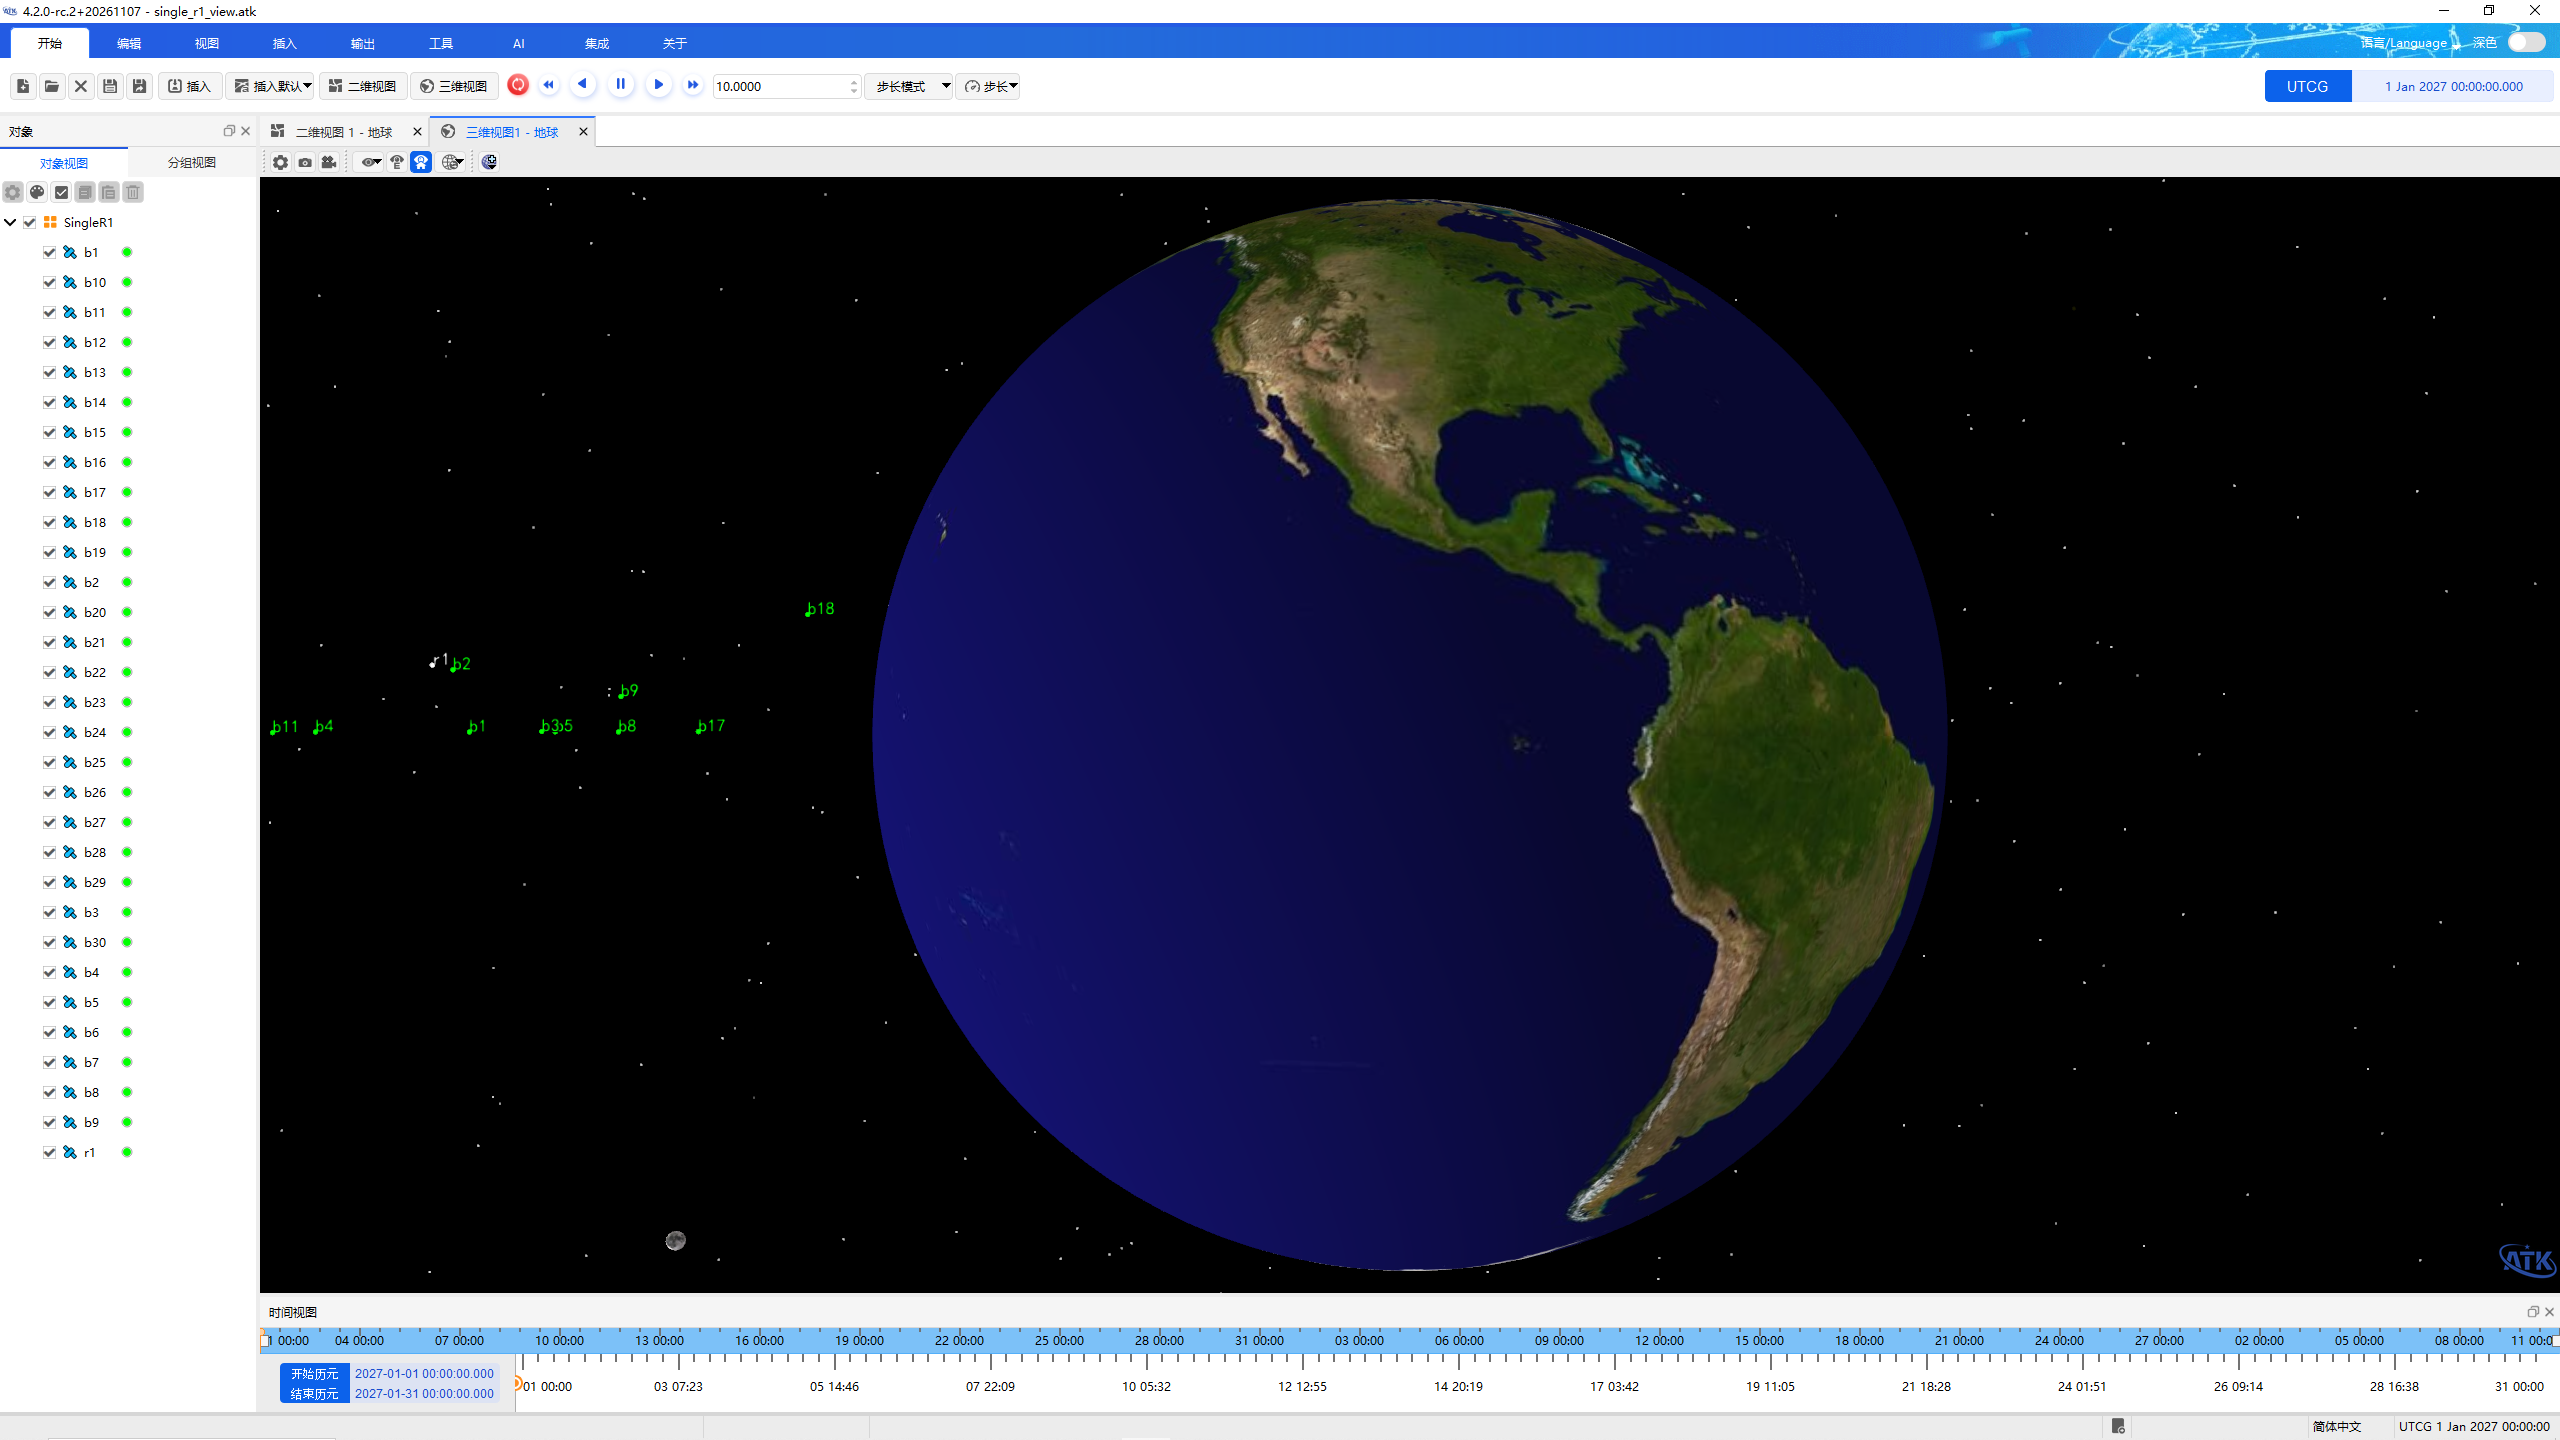 4.2.0-rc.2+20261107 - single_r1_view.atk
开始 编辑 视图 插入 输出 工具 AI 集成 关于 语言/Language 深色
插入 插入默认 二维视图 三维视图 10.0000 步长模式 步长 UTCG 1 Jan 2027 00:00:00.000
对象
二维视图 1 - 地球 三维视图1 - 地球
对象视图 分组视图
SingleR1
b1
b10
b11
b12
b13
b14
b15
b16
b17
b18
b19
b2
b20
b21
b22
b23
b24
b25
b26
b27
b28
b29
b3
b30
b4
b5
b6
b7
b8
b9
r1
b18
r1 b2
b9
b11 b4 b1 b3 b5 b8 b17
ATK
时间视图
1 00:00 04 00:00 07 00:00 10 00:00 13 00:00 16 00:00 19 00:00 22 00:00 25 00:00 28 00:00 31 00:00 03 00:00 06 00:00 09 00:00 12 00:00 15 00:00 18 00:00 21 00:00 24 00:00 27 00:00 02 00:00 05 00:00 08 00:00 11 00:0
开始历元 2027-01-01 00:00:00.000
结束历元 2027-01-31 00:00:00.000
01 00:00 03 07:23 05 14:46 07 22:09 10 05:32 12 12:55 14 20:19 17 03:42 19 11:05 21 18:28 24 01:51 26 09:14 28 16:38 31 00:00
简体中文 UTCG 1 Jan 2027 00:00:00